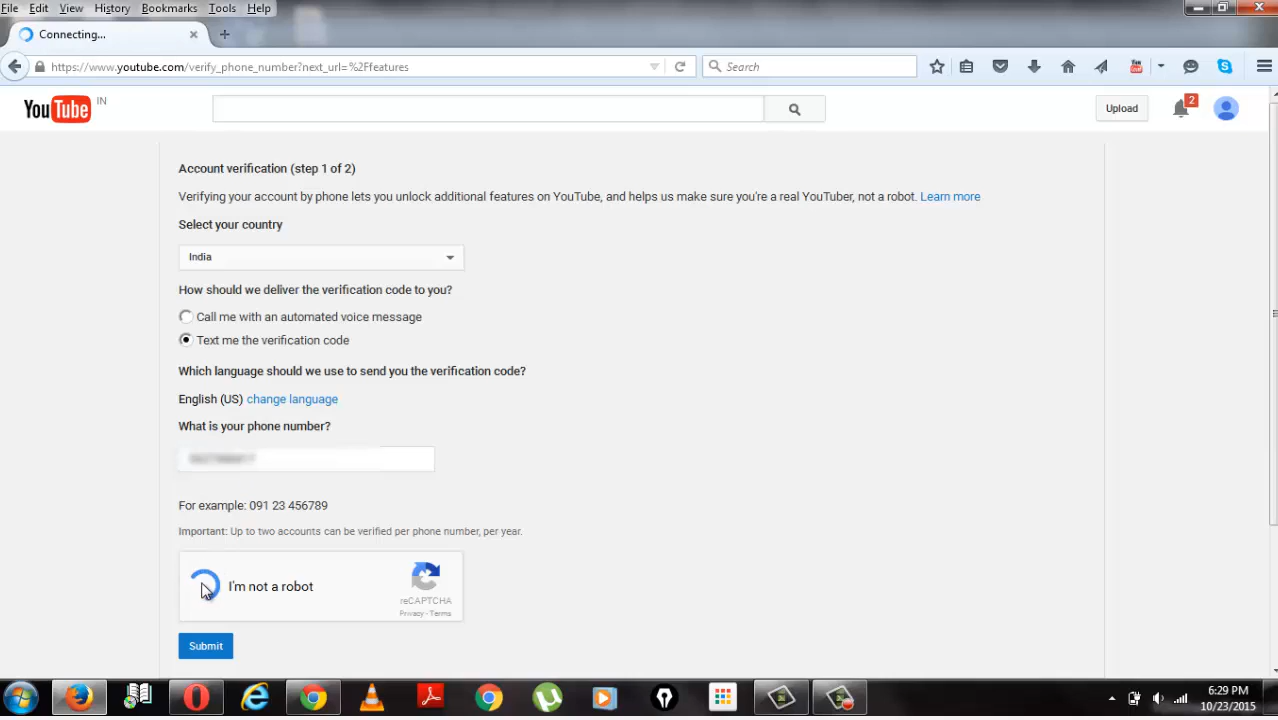 File Edit View History Bookmarks Tools Help
Connecting...
https://www.youtube.com/verify_phone_number?next_url=%2Ffeatures
Search
YouTube IN
Upload
2
Account verification (step 1 of 2)
Verifying your account by phone lets you unlock additional features on YouTube, and helps us make sure you're a real YouTuber, not a robot. Learn more
Select your country
India
How should we deliver the verification code to you?
Call me with an automated voice message
Text me the verification code
Which language should we use to send you the verification code?
English (US) change language
What is your phone number?
For example: 091 23 456789
Important: Up to two accounts can be verified per phone number, per year.
I'm not a robot
reCAPTCHA
Privacy - Terms
Submit
6:29 PM
10/23/2015